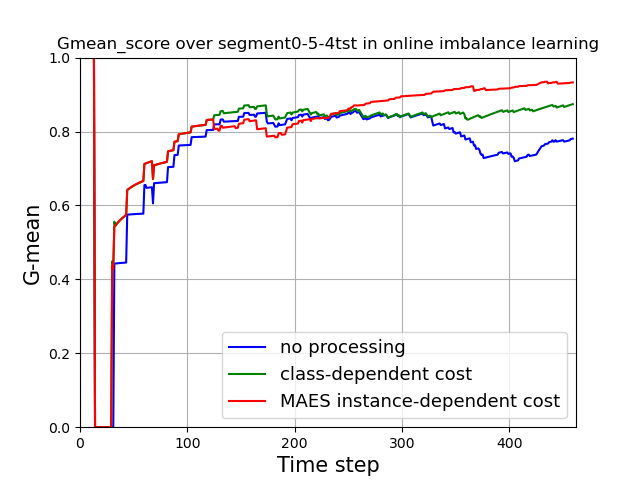 Gmean_score over segment0-5-4tst in online imbalance learning
1.0
0.8
0.6
0.4
0.2
0.0
G-mean
no processing
class-dependent cost
MAES instance-dependent cost
0 100 200 300 400
Time step